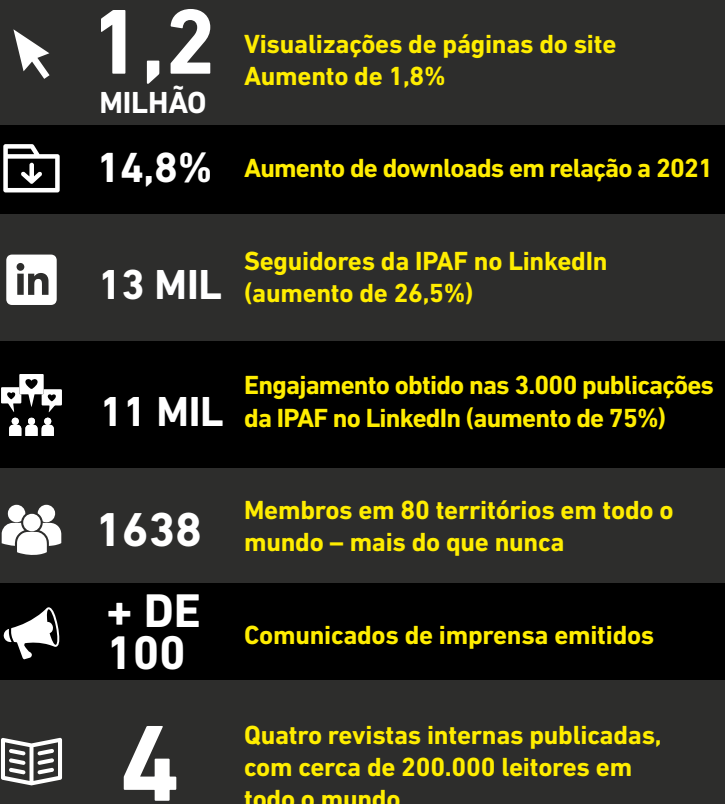 1,2
MILHÃO
Visualizações de páginas do site
Aumento de 1,8%
14,8%
Aumento de downloads em relação a 2021
in
13 MIL
Seguidores da IPAF no LinkedIn
(aumento de 26,5%)
11 MIL
Engajamento obtido nas 3.000 publicações
da IPAF no LinkedIn (aumento de 75%)
1638
Membros em 80 territórios em todo o
mundo – mais do que nunca
+ DE
100
Comunicados de imprensa emitidos
4
Quatro revistas internas publicadas,
com cerca de 200.000 leitores em
todo o mundo